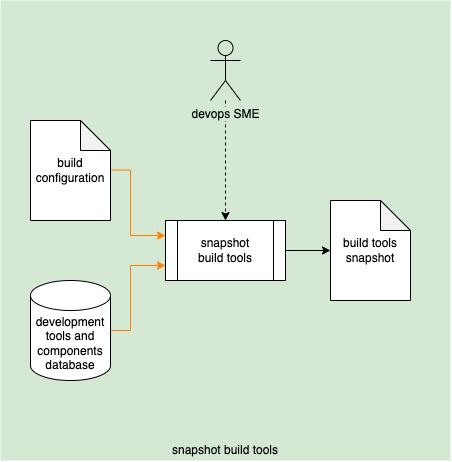 devops SME
build
configuration
snapshot
build tools
build tools
snapshot
development
tools and
components
database
snapshot build tools